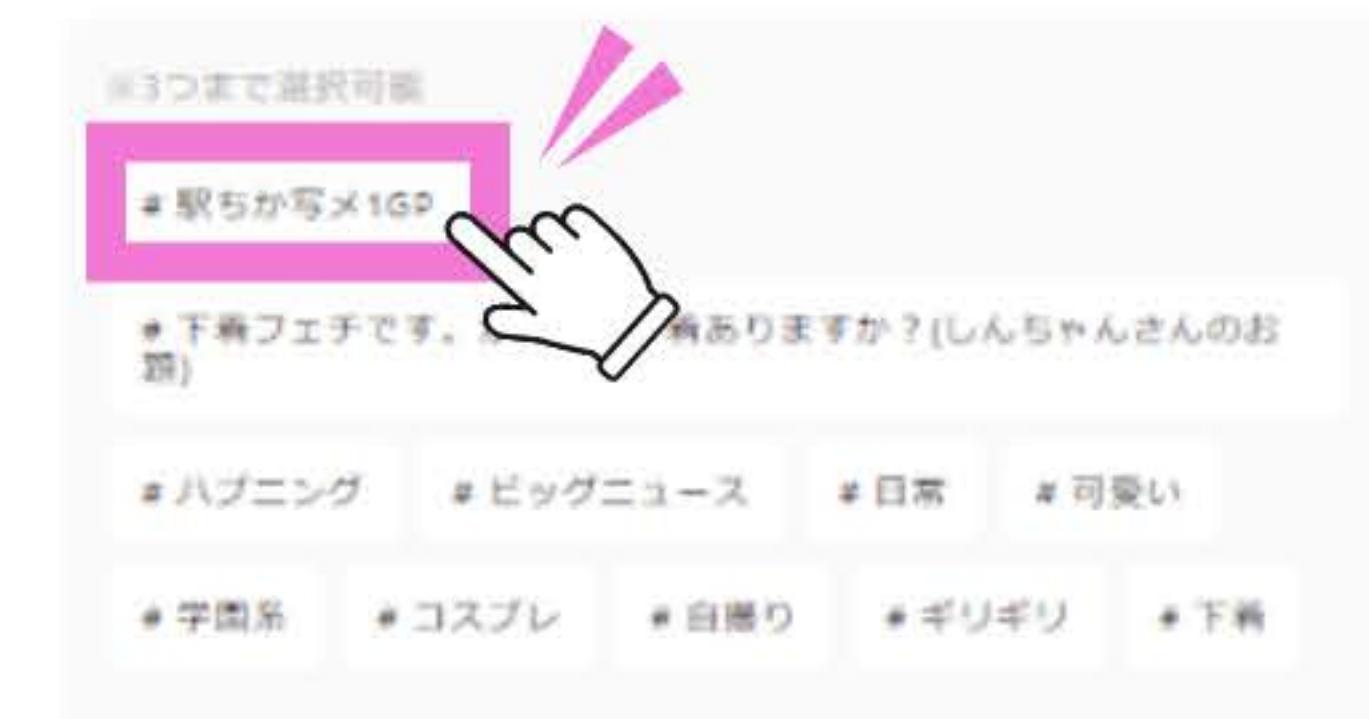 ※3つまで選択可能
# 駅ちか写メ1GP
# 下着フェチです。 着ありますか?(しんちゃんさんのお
題)
# ハプニング # ビッグニュース # 日常 # 可愛い
# 学園系 # コスプレ # 自撮り # ギリギリ # 下着